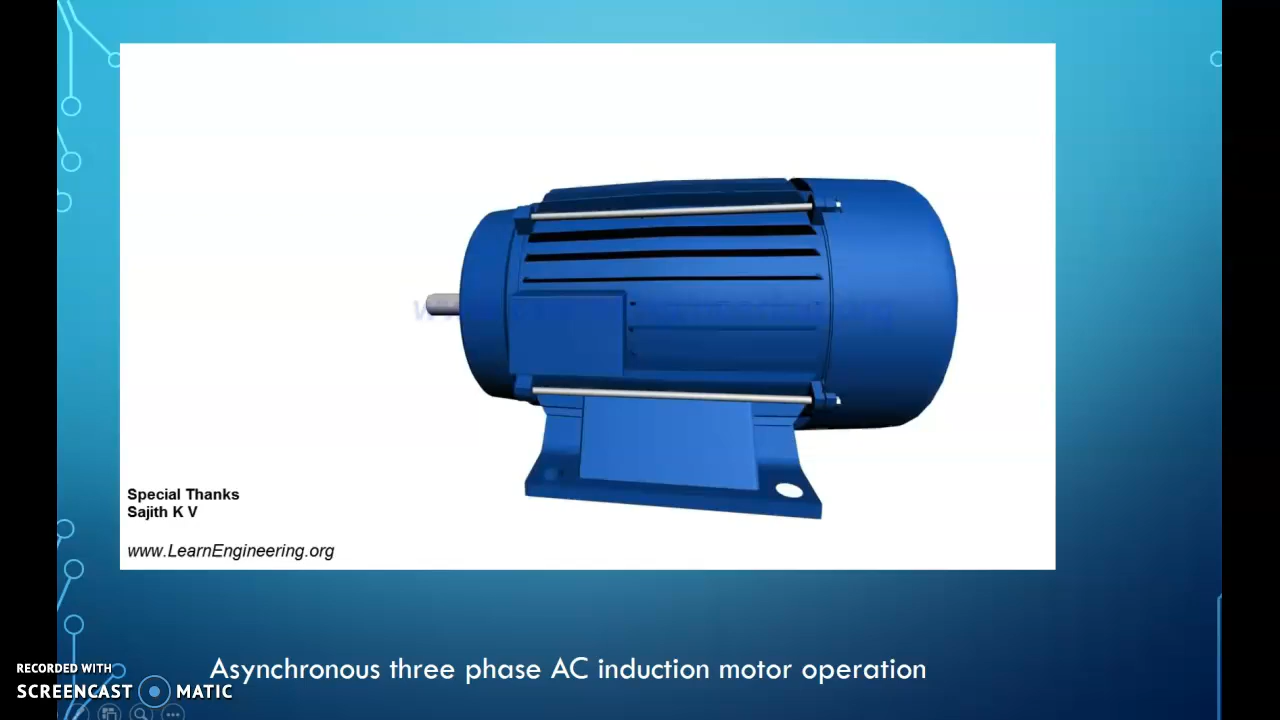 Special Thanks
Sajith K V
www.LearnEngineering.org
Asynchronous three phase AC induction motor operation
RECORDED WITH
SCREENCAST MATIC